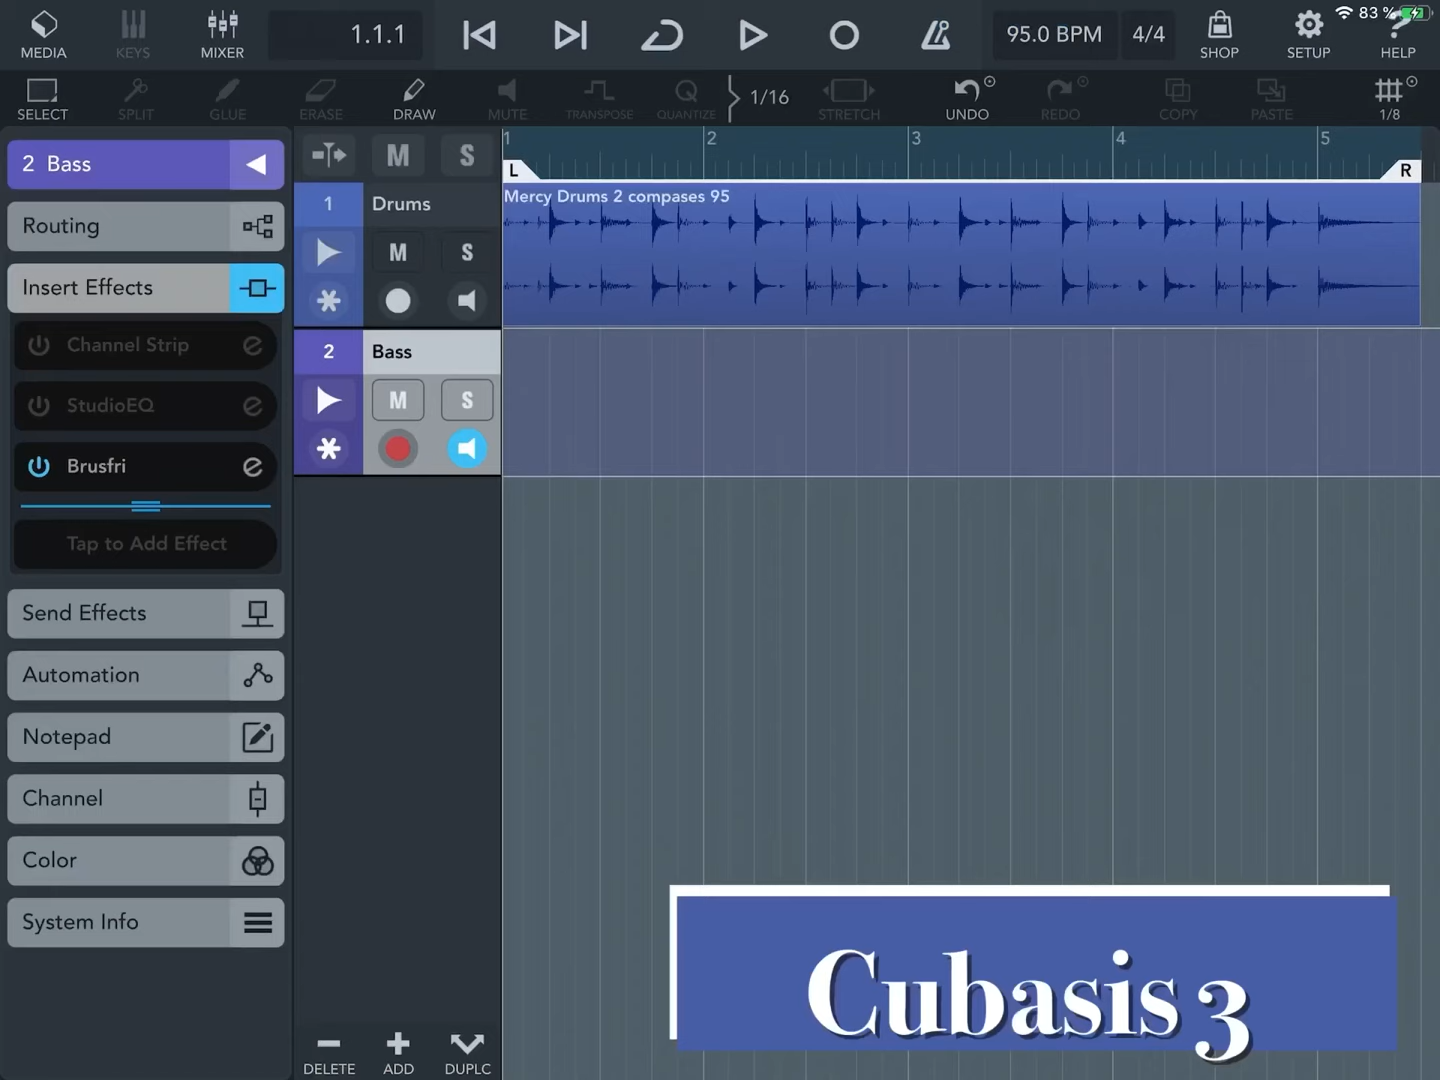 MEDIA
KEYS
MIXER
1.1.1
95.0 BPM
4/4
SHOP
SETUP
HELP
83 %
SELECT
SPLIT
GLUE
ERASE
DRAW
MUTE
TRANSPOSE
QUANTIZE
1/16
STRETCH
UNDO
REDO
COPY
PASTE
1/8
2 Bass
Routing
Insert Effects
Channel Strip
StudioEQ
Brusfri
Tap to Add Effect
Send Effects
Automation
Notepad
Channel
Color
System Info
M S
1 Drums
M S
2 Bass
M S
DELETE
ADD
DUPLC
1 2 3 4 5
L R
Mercy Drums 2 compases 95
Cubasis 3